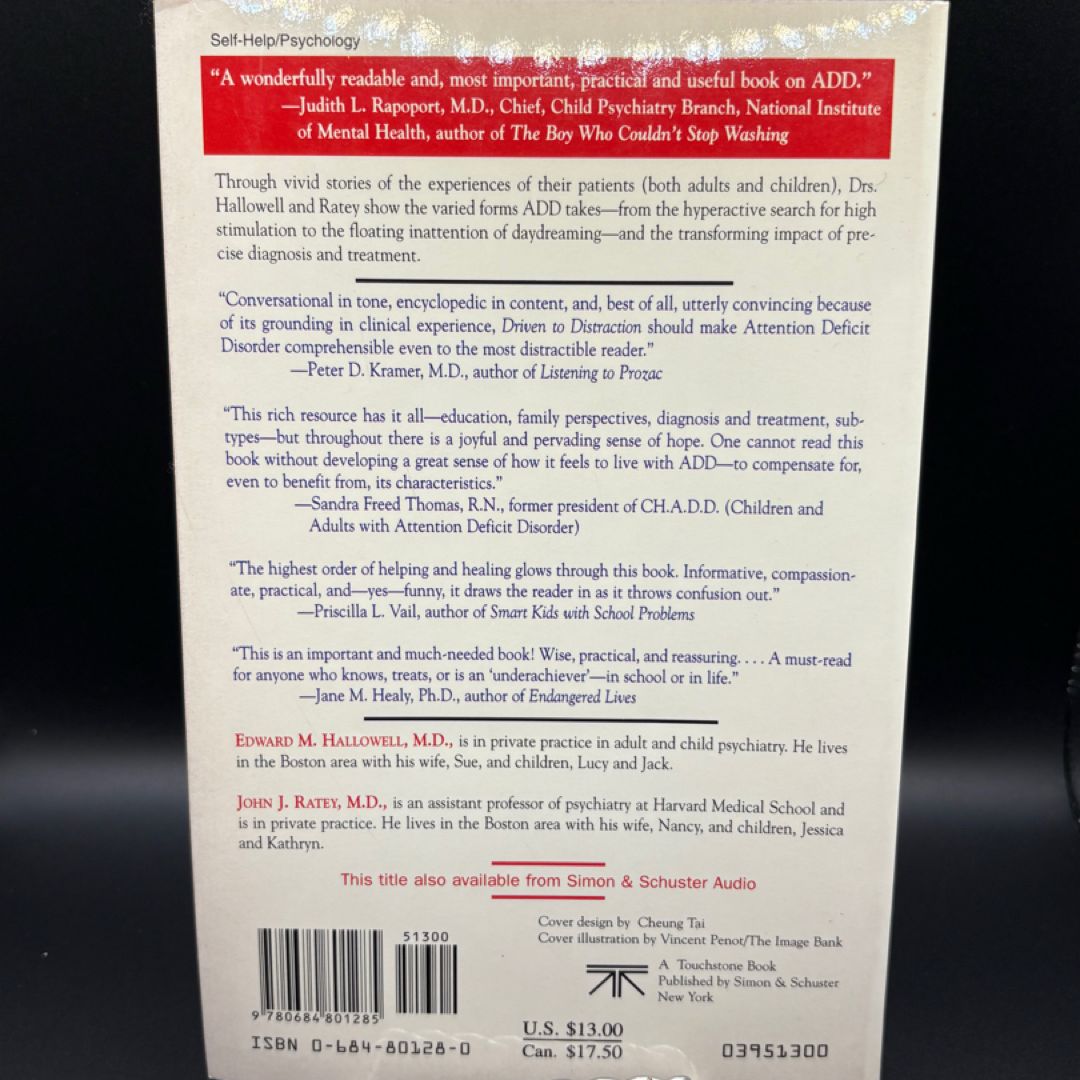 Self-Help/Psychology
“A wonderfully readable and, most important, practical and useful book on ADD.”
—Judith L. Rapoport, M.D., Chief, Child Psychiatry Branch, National Institute
of Mental Health, author of The Boy Who Couldn’t Stop Washing
Through vivid stories of the experiences of their patients (both adults and children), Drs.
Hallowell and Ratey show the varied forms ADD takes—from the hyperactive search for high
stimulation to the floating inattention of daydreaming—and the transforming impact of pre-
cise diagnosis and treatment.
“Conversational in tone, encyclopedic in content, and, best of all, utterly convincing because
of its grounding in clinical experience, Driven to Distraction should make Attention Deficit
Disorder comprehensible even to the most distractible reader.”
—Peter D. Kramer, M.D., author of Listening to Prozac
“This rich resource has it all—education, family perspectives, diagnosis and treatment, sub-
types—but throughout there is a joyful and pervading sense of hope. One cannot read this
book without developing a great sense of how it feels to live with ADD—to compensate for,
even to benefit from, its characteristics.”
—Sandra Freed Thomas, R.N., former president of CH.A.D.D. (Children and
Adults with Attention Deficit Disorder)
“The highest order of helping and healing glows through this book. Informative, compassion-
ate, practical, and—yes—funny, it draws the reader in as it throws confusion out.”
—Priscilla L. Vail, author of Smart Kids with School Problems
“This is an important and much-needed book! Wise, practical, and reassuring. . . . A must-read
for anyone who knows, treats, or is an ‘underachiever’—in school or in life.”
—Jane M. Healy, Ph.D., author of Endangered Lives
EDWARD M. HALLOWELL, M.D., is in private practice in adult and child psychiatry. He lives
in the Boston area with his wife, Sue, and children, Lucy and Jack.
JOHN J. RATEY, M.D., is an assistant professor of psychiatry at Harvard Medical School and
is in private practice. He lives in the Boston area with his wife, Nancy, and children, Jessica
and Kathryn.
This title also available from Simon & Schuster Audio
51300
9 780684 801285
ISBN 0-684-80128-0
Cover design by Cheung Tai
Cover illustration by Vincent Penot/The Image Bank
A Touchstone Book
Published by Simon & Schuster
New York
U.S. $13.00
Can. $17.50
03951300